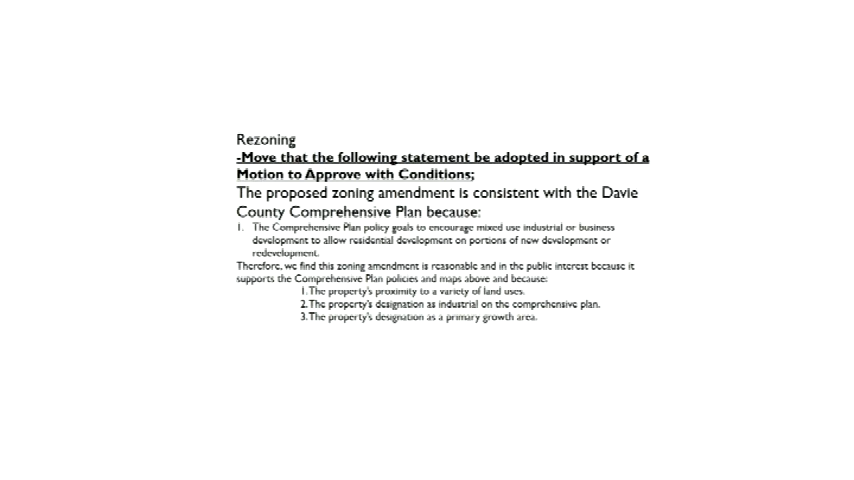 Rezoning
-Move that the following statement be adopted in support of a
Motion to Approve with Conditions;
The proposed zoning amendment is consistent with the Davie
County Comprehensive Plan because:
1. The Comprehensive Plan policy goals to encourage mixed use industrial or business
development to allow residential development on portions of new development or
redevelopment.
Therefore, we find this zoning amendment is reasonable and in the public interest because it
supports the Comprehensive Plan policies and maps above and because:
1. The property's proximity to a variety of land uses.
2. The property's designation as industrial on the comprehensive plan.
3. The property's designation as a primary growth area.